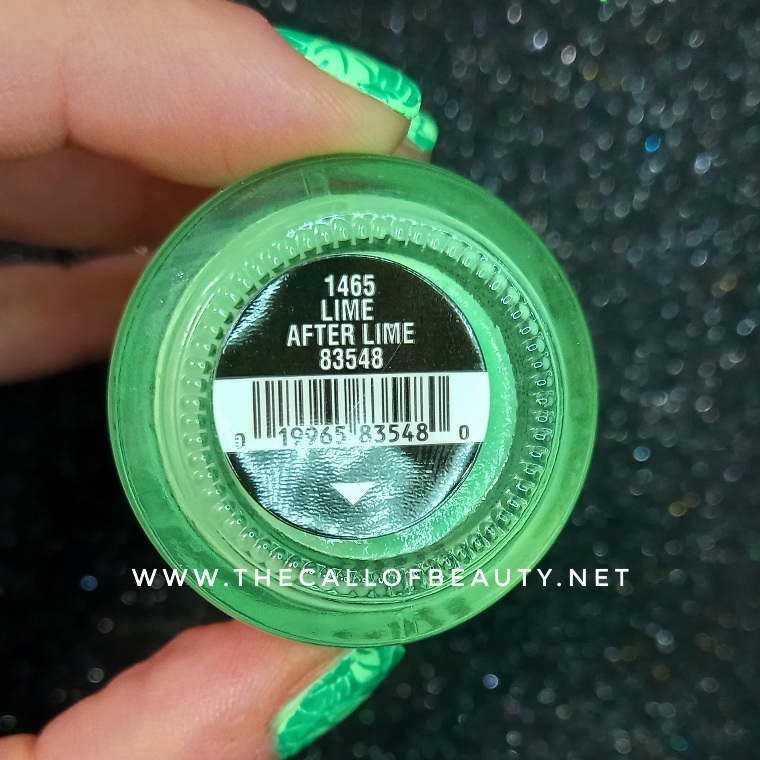 1465
LIME
AFTER LIME
83548
0 19965 83548 0
WWW.THECALLOFBEAUTY.NET